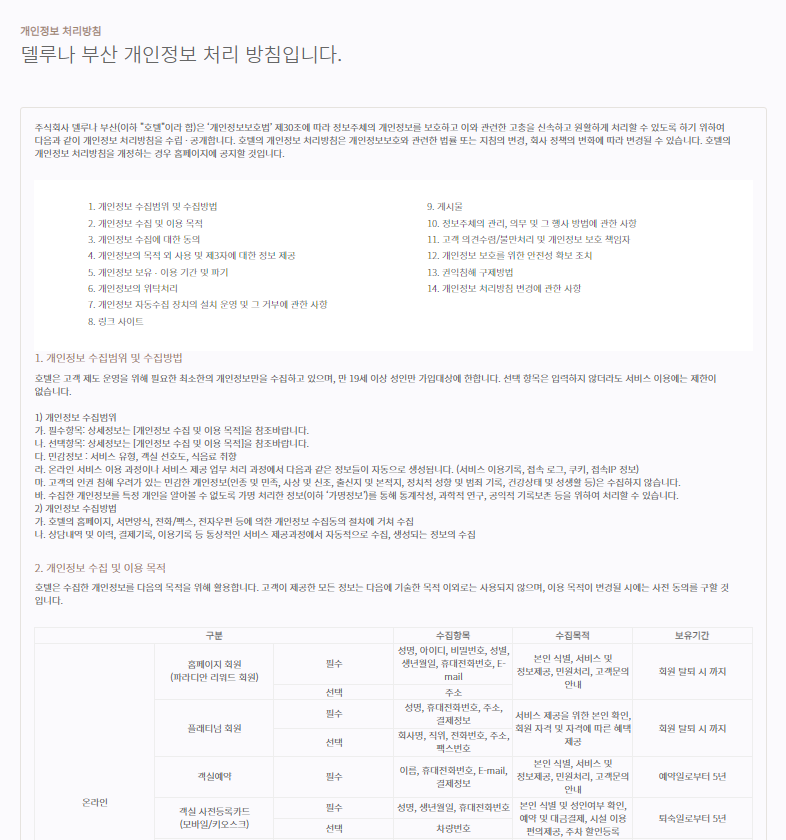 개인정보 처리방침
델루나 부산 개인정보 처리 방침입니다.
주식회사 델루나 부산(이하 "호텔"이라 함)은 '개인정보보호법' 제30조에 따라 정보주체의 개인정보를 보호하고 이와 관련한 고충을 신속하고 원활하게 처리할 수 있도록 하기 위하여
다음과 같이 개인정보 처리방침을 수립 · 공개합니다. 호텔의 개인정보 처리방침은 개인정보보호와 관련한 법률 또는 지침의 변경, 회사 정책의 변화에 따라 변경될 수 있습니다. 호텔의
개인정보 처리방침을 개정하는 경우 홈페이지에 공지할 것입니다.
1. 개인정보 수집범위 및 수집방법
2. 개인정보 수집 및 이용 목적
3. 개인정보 수집에 대한 동의
4. 개인정보의 목적 외 사용 및 제3자에 대한 정보 제공
5. 개인정보 보유 · 이용 기간 및 파기
6. 개인정보의 위탁처리
7. 개인정보 자동수집 장치의 설치 운영 및 그 거부에 관한 사항
8. 링크 사이트
9. 게시물
10. 정보주체의 관리, 의무 및 그 행사 방법에 관한 사항
11. 고객 의견수렴/불만처리 및 개인정보 보호 책임자
12. 개인정보 보호를 위한 안전성 확보 조치
13. 권익침해 구제방법
14. 개인정보 처리방침 변경에 관한 사항
1. 개인정보 수집범위 및 수집방법
호텔은 고객 제도 운영을 위해 필요한 최소한의 개인정보만을 수집하고 있으며, 만 19세 이상 성인만 가입대상에 한합니다. 선택 항목은 입력하지 않더라도 서비스 이용에는 제한이
없습니다.
1) 개인정보 수집범위
가. 필수항목: 상세정보는 [개인정보 수집 및 이용 목적]을 참조바랍니다.
나. 선택항목: 상세정보는 [개인정보 수집 및 이용 목적]을 참조바랍니다.
다. 민감정보 : 서비스 유형, 객실 선호도, 식음료 취향
라. 온라인 서비스 이용 과정이나 서비스 제공 업무 처리 과정에서 다음과 같은 정보들이 자동으로 생성됩니다. (서비스 이용기록, 접속 로그, 쿠키, 접속IP 정보)
마. 고객의 인권 침해 우려가 있는 민감한 개인정보(인종 및 민족, 사상 및 신조, 출신지 및 본적지, 정치적 성향 및 범죄 기록, 건강상태 및 성생활 등)은 수집하지 않습니다.
바. 수집한 개인정보를 특정 개인을 알아볼 수 없도록 가명 처리한 정보(이하 '가명정보')를 통해 통계작성, 과학적 연구, 공익적 기록보존 등을 위하여 처리할 수 있습니다.
2) 개인정보 수집방법
가. 호텔의 홈페이지, 서면양식, 전화/팩스, 전자우편 등에 의한 개인정보 수집동의 절차에 거쳐 수집
나. 상담내역 및 이력, 결제기록, 이용기록 등 통상적인 서비스 제공과정에서 자동적으로 수집, 생성되는 정보의 수집
2. 개인정보 수집 및 이용 목적
호텔은 수집한 개인정보를 다음의 목적을 위해 활용합니다. 고객이 제공한 모든 정보는 다음에 기술한 목적 이외로는 사용되지 않으며, 이용 목적이 변경될 시에는 사전 동의를 구할 것
입니다.
구분 수집항목 수집목적 보유기간
온라인
홈페이지 회원
(파라디안 리워드 회원)
필수
성명, 아이디, 비밀번호, 성별,
생년월일, 휴대전화번호, E-
mail
선택
주소
본인 식별, 서비스 및
정보제공, 민원처리, 고객문의
안내
회원 탈퇴 시 까지
플래티넘 회원
필수
성명, 휴대전화번호, 주소,
결제정보
선택
회사명, 직위, 전화번호, 주소,
팩스번호
서비스 제공을 위한 본인 확인,
회원 자격 및 자격에 따른 혜택
제공
회원 탈퇴 시 까지
객실예약
필수
이름, 휴대전화번호, E-mail,
결제정보
본인 식별, 서비스 및
정보제공, 민원처리, 고객문의
안내
예약일로부터 5년
객실 사전등록카드
(모바일/키오스크)
필수
성명, 생년월일, 휴대전화번호
선택
차량번호
본인 식별 및 성인여부 확인,
예약 및 대금결제, 시설 이용
편의제공, 주차 할인등록
퇴숙일로부터 5년